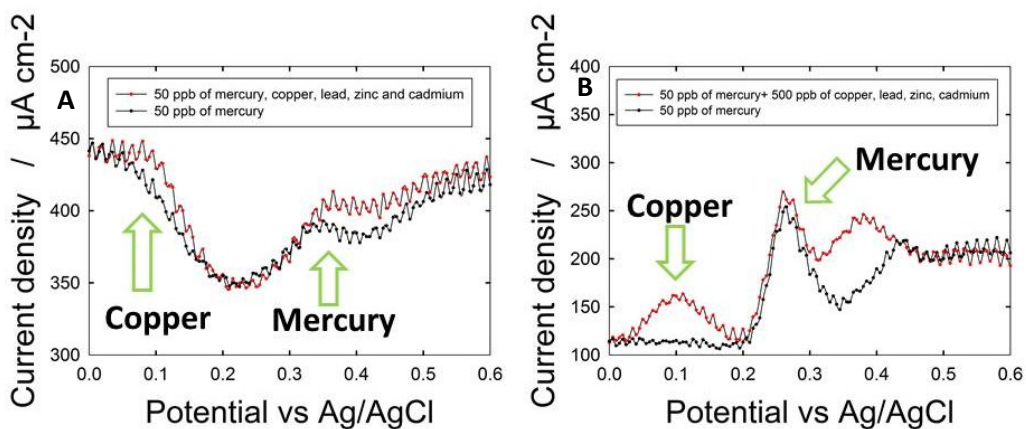 Current density / µA cm-2
500
450
400
350
300
A
50 ppb of mercury, copper, lead, zinc and cadmium
50 ppb of mercury
Copper
Mercury
0.0 0.1 0.2 0.3 0.4 0.5 0.6
Potential vs Ag/AgCl
Current density / µA cm-2
400
350
300
250
200
150
100
B
50 ppb of mercury+ 500 ppb of copper, lead, zinc, cadmium
50 ppb of mercury
Mercury
Copper
0.0 0.1 0.2 0.3 0.4 0.5 0.6
Potential vs Ag/AgCl